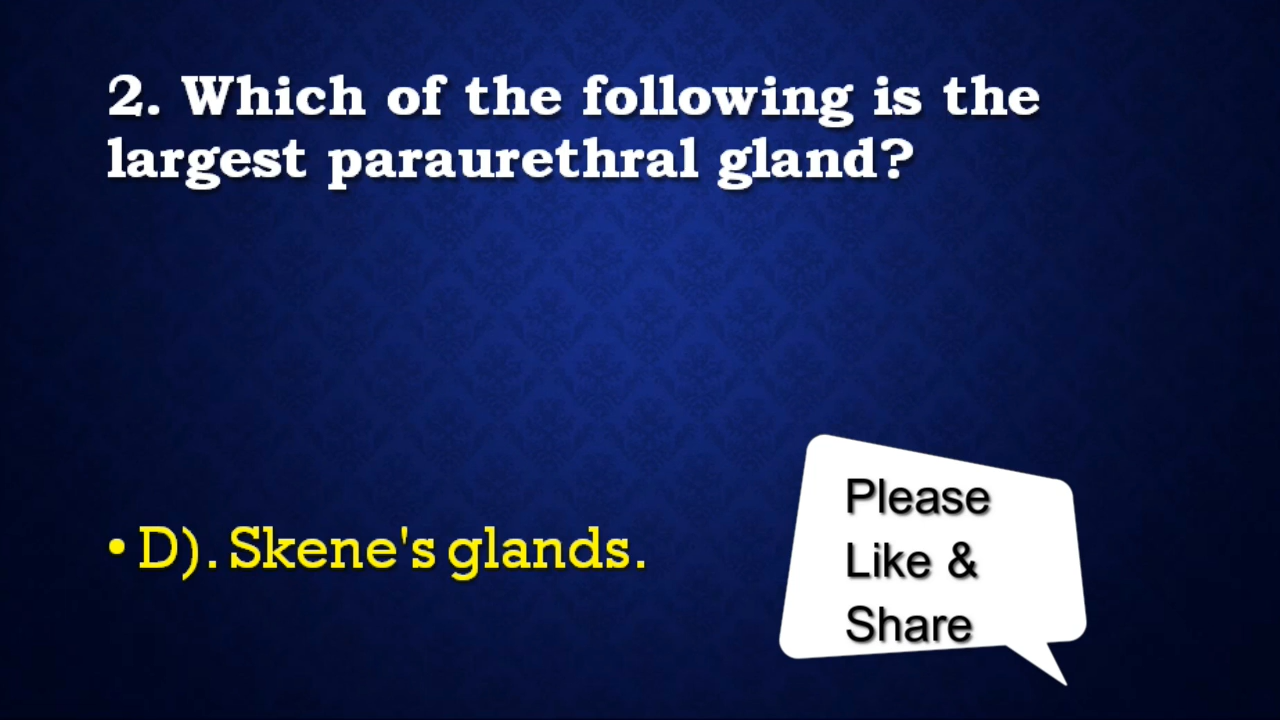 2. Which of the following is the
largest paraurethral gland?
• D). Skene's glands.
Please
Like &
Share